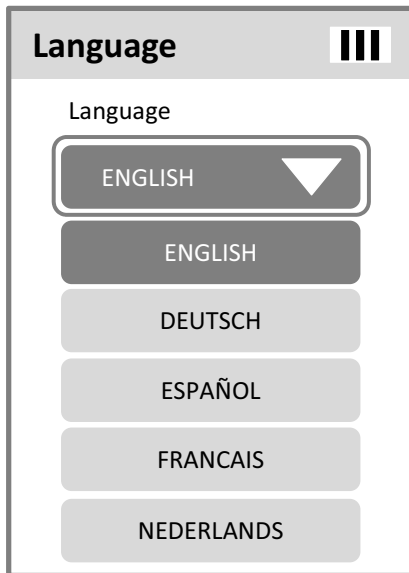 Language
Language
ENGLISH
ENGLISH
DEUTSCH
ESPAÑOL
FRANCAIS
NEDERLANDS